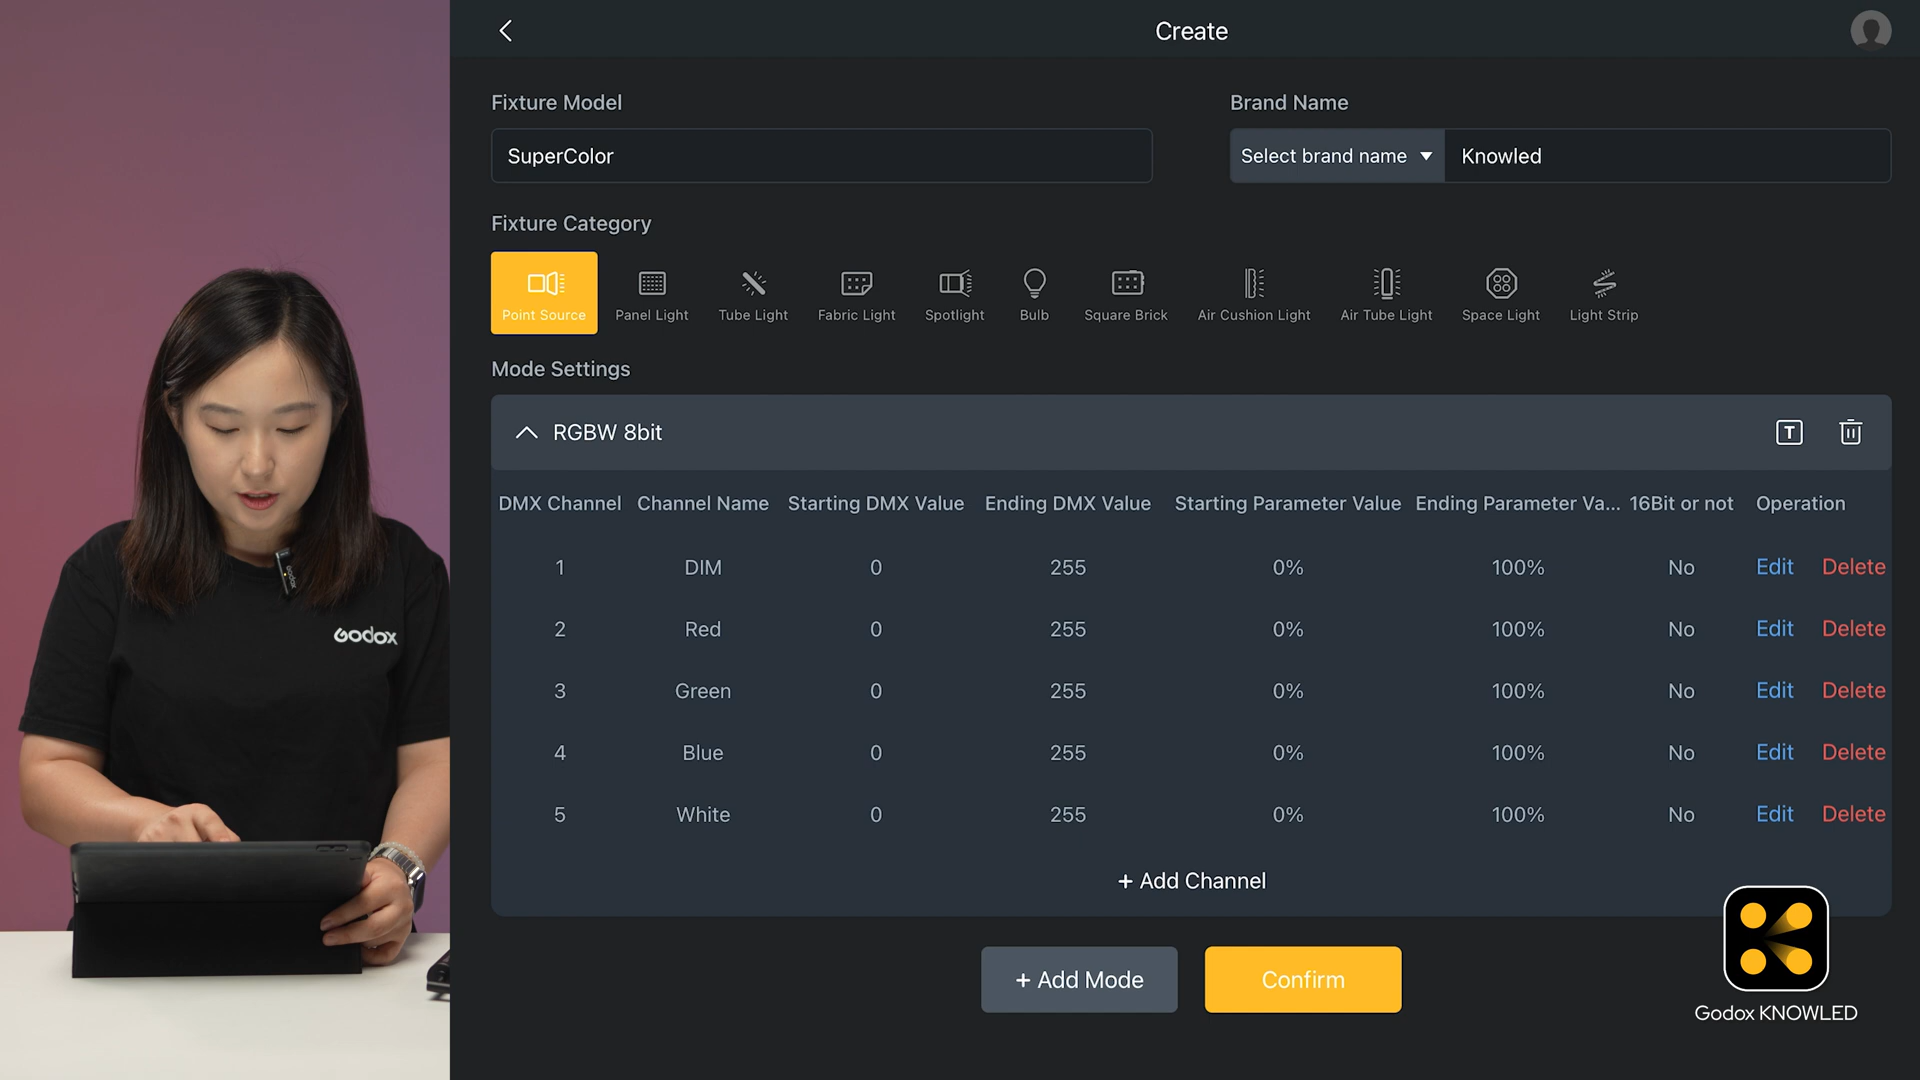 Create
Fixture Model
Brand Name
SuperColor
Select brand name
Knowled
Fixture Category
Point Source
Panel Light
Tube Light
Fabric Light
Spotlight
Bulb
Square Brick
Air Cushion Light
Air Tube Light
Space Light
Light Strip
Mode Settings
RGBW 8bit
T
DMX Channel Channel Name Starting DMX Value Ending DMX Value Starting Parameter Value Ending Parameter Va... 16Bit or not Operation
1 DIM 0 255 0% 100% No Edit Delete
2 Red 0 255 0% 100% No Edit Delete
3 Green 0 255 0% 100% No Edit Delete
4 Blue 0 255 0% 100% No Edit Delete
5 White 0 255 0% 100% No Edit Delete
+ Add Channel
+ Add Mode
Confirm
Godox KNOWLED
Godox
Godox